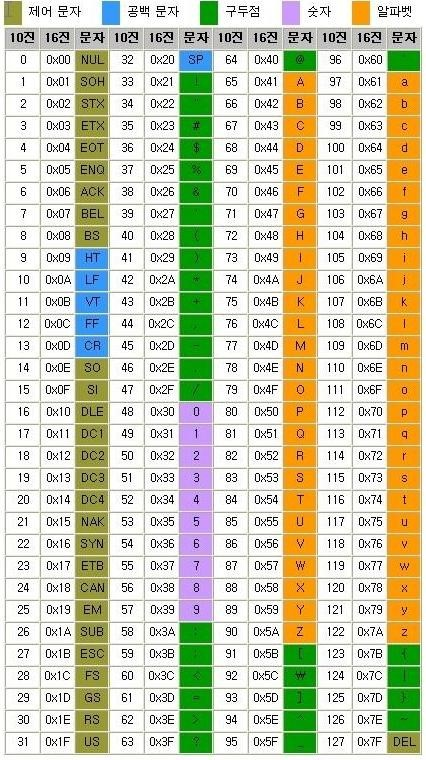 제어 문자 공백 문자 구두점 숫자 알파벳
10진 16진 문자 10진 16진 문자 10진 16진 문자 10진 16진 문자
0 0x00 NUL 32 0x20 SP 64 0x40 @ 96 0x60 `
1 0x01 SOH 33 0x21 ! 65 0x41 A 97 0x61 a
2 0x02 STX 34 0x22 " 66 0x42 B 98 0x62 b
3 0x03 ETX 35 0x23 # 67 0x43 C 99 0x63 c
4 0x04 EOT 36 0x24 $ 68 0x44 D 100 0x64 d
5 0x05 ENQ 37 0x25 % 69 0x45 E 101 0x65 e
6 0x06 ACK 38 0x26 & 70 0x46 F 102 0x66 f
7 0x07 BEL 39 0x27 ' 71 0x47 G 103 0x67 g
8 0x08 BS 40 0x28 ( 72 0x48 H 104 0x68 h
9 0x09 HT 41 0x29 ) 73 0x49 I 105 0x69 i
10 0x0A LF 42 0x2A * 74 0x4A J 106 0x6A j
11 0x0B VT 43 0x2B + 75 0x4B K 107 0x6B k
12 0x0C FF 44 0x2C , 76 0x4C L 108 0x6C l
13 0x0D CR 45 0x2D - 77 0x4D M 109 0x6D m
14 0x0E SO 46 0x2E . 78 0x4E N 110 0x6E n
15 0x0F SI 47 0x2F / 79 0x4F O 111 0x6F o
16 0x10 DLE 48 0x30 0 80 0x50 P 112 0x70 p
17 0x11 DC1 49 0x31 1 81 0x51 Q 113 0x71 q
18 0x12 DC2 50 0x32 2 82 0x52 R 114 0x72 r
19 0x13 DC3 51 0x33 3 83 0x53 S 115 0x73 s
20 0x14 DC4 52 0x34 4 84 0x54 T 116 0x74 t
21 0x15 NAK 53 0x35 5 85 0x55 U 117 0x75 u
22 0x16 SYN 54 0x36 6 86 0x56 V 118 0x76 v
23 0x17 ETB 55 0x37 7 87 0x57 W 119 0x77 w
24 0x18 CAN 56 0x38 8 88 0x58 X 120 0x78 x
25 0x19 EM 57 0x39 9 89 0x59 Y 121 0x79 y
26 0x1A SUB 58 0x3A : 90 0x5A Z 122 0x7A z
27 0x1B ESC 59 0x3B ; 91 0x5B [ 123 0x7B {
28 0x1C FS 60 0x3C < 92 0x5C ₩ 124 0x7C |
29 0x1D GS 61 0x3D = 93 0x5D ] 125 0x7D }
30 0x1E RS 62 0x3E > 94 0x5E ^ 126 0x7E ~
31 0x1F US 63 0x3F ? 95 0x5F _ 127 0x7F DEL